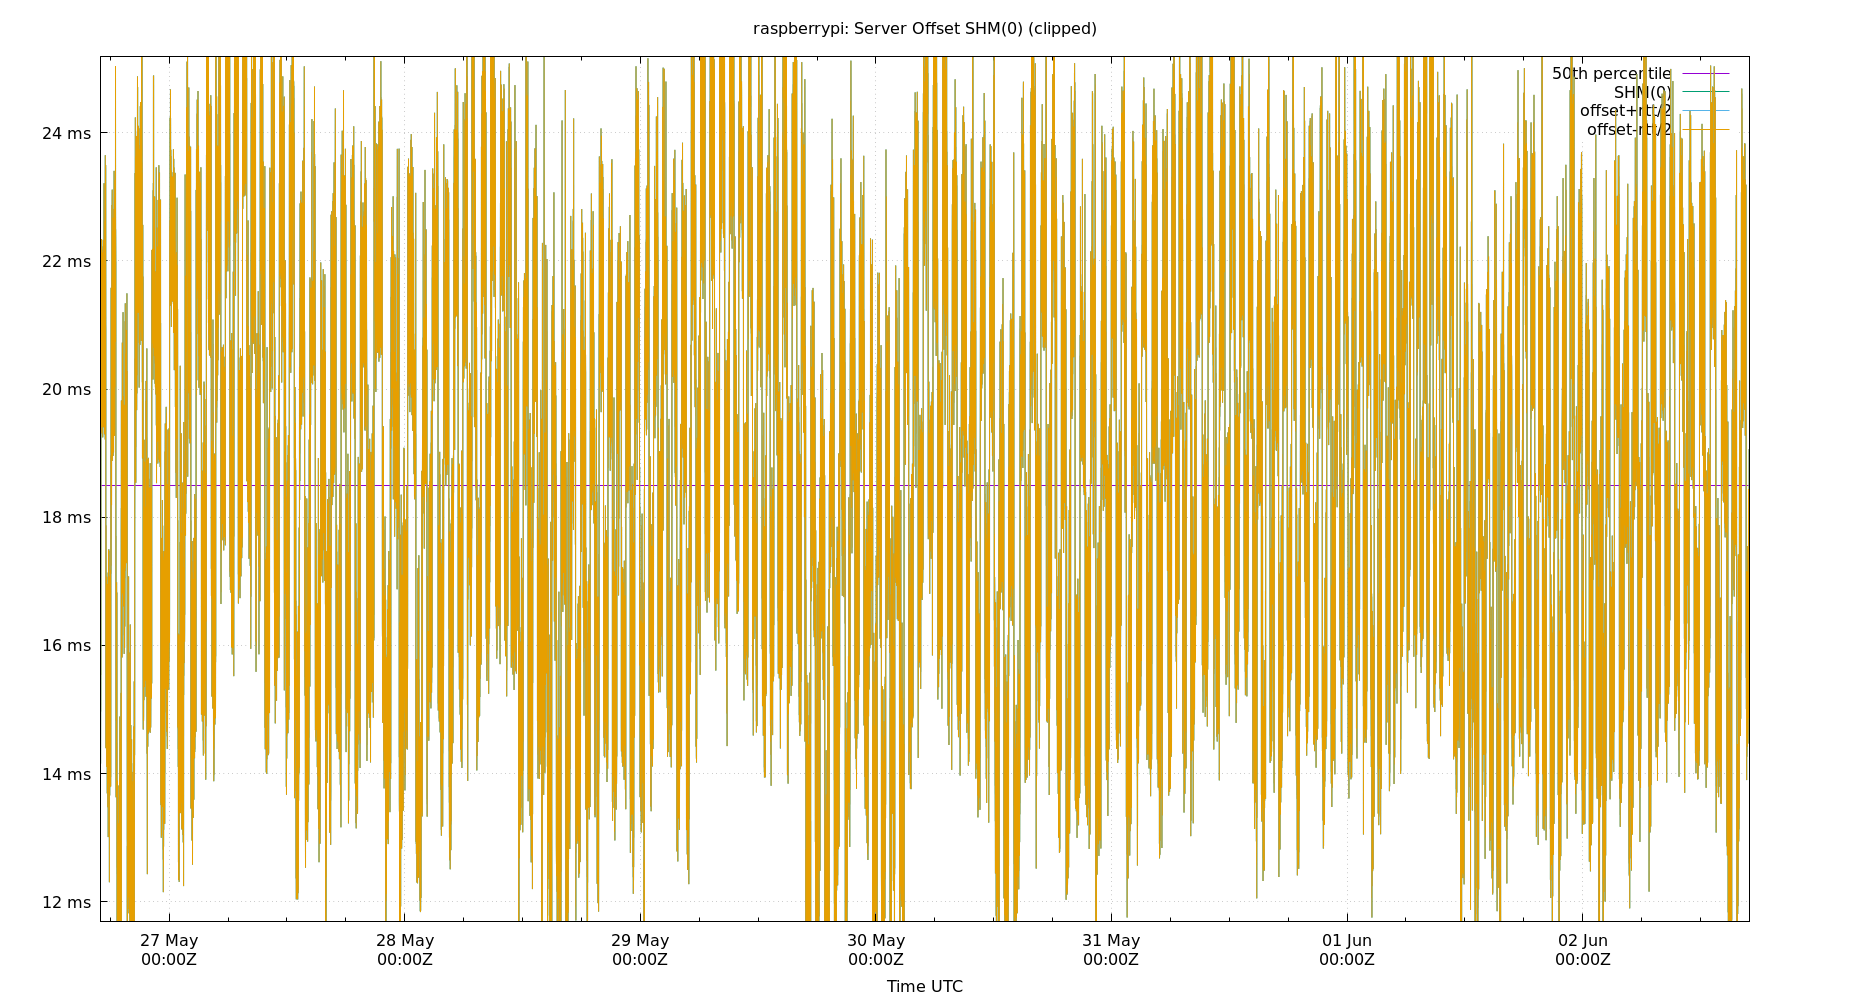 raspberrypi: Server Offset SHM(0) (clipped)
50th percentile
SHM(0)
offset+rtt/2
offset-rtt/2
24 ms
22 ms
20 ms
18 ms
16 ms
14 ms
12 ms
27 May 28 May 29 May 30 May 31 May 01 Jun 02 Jun
00:00Z 00:00Z 00:00Z 00:00Z 00:00Z 00:00Z 00:00Z
Time UTC